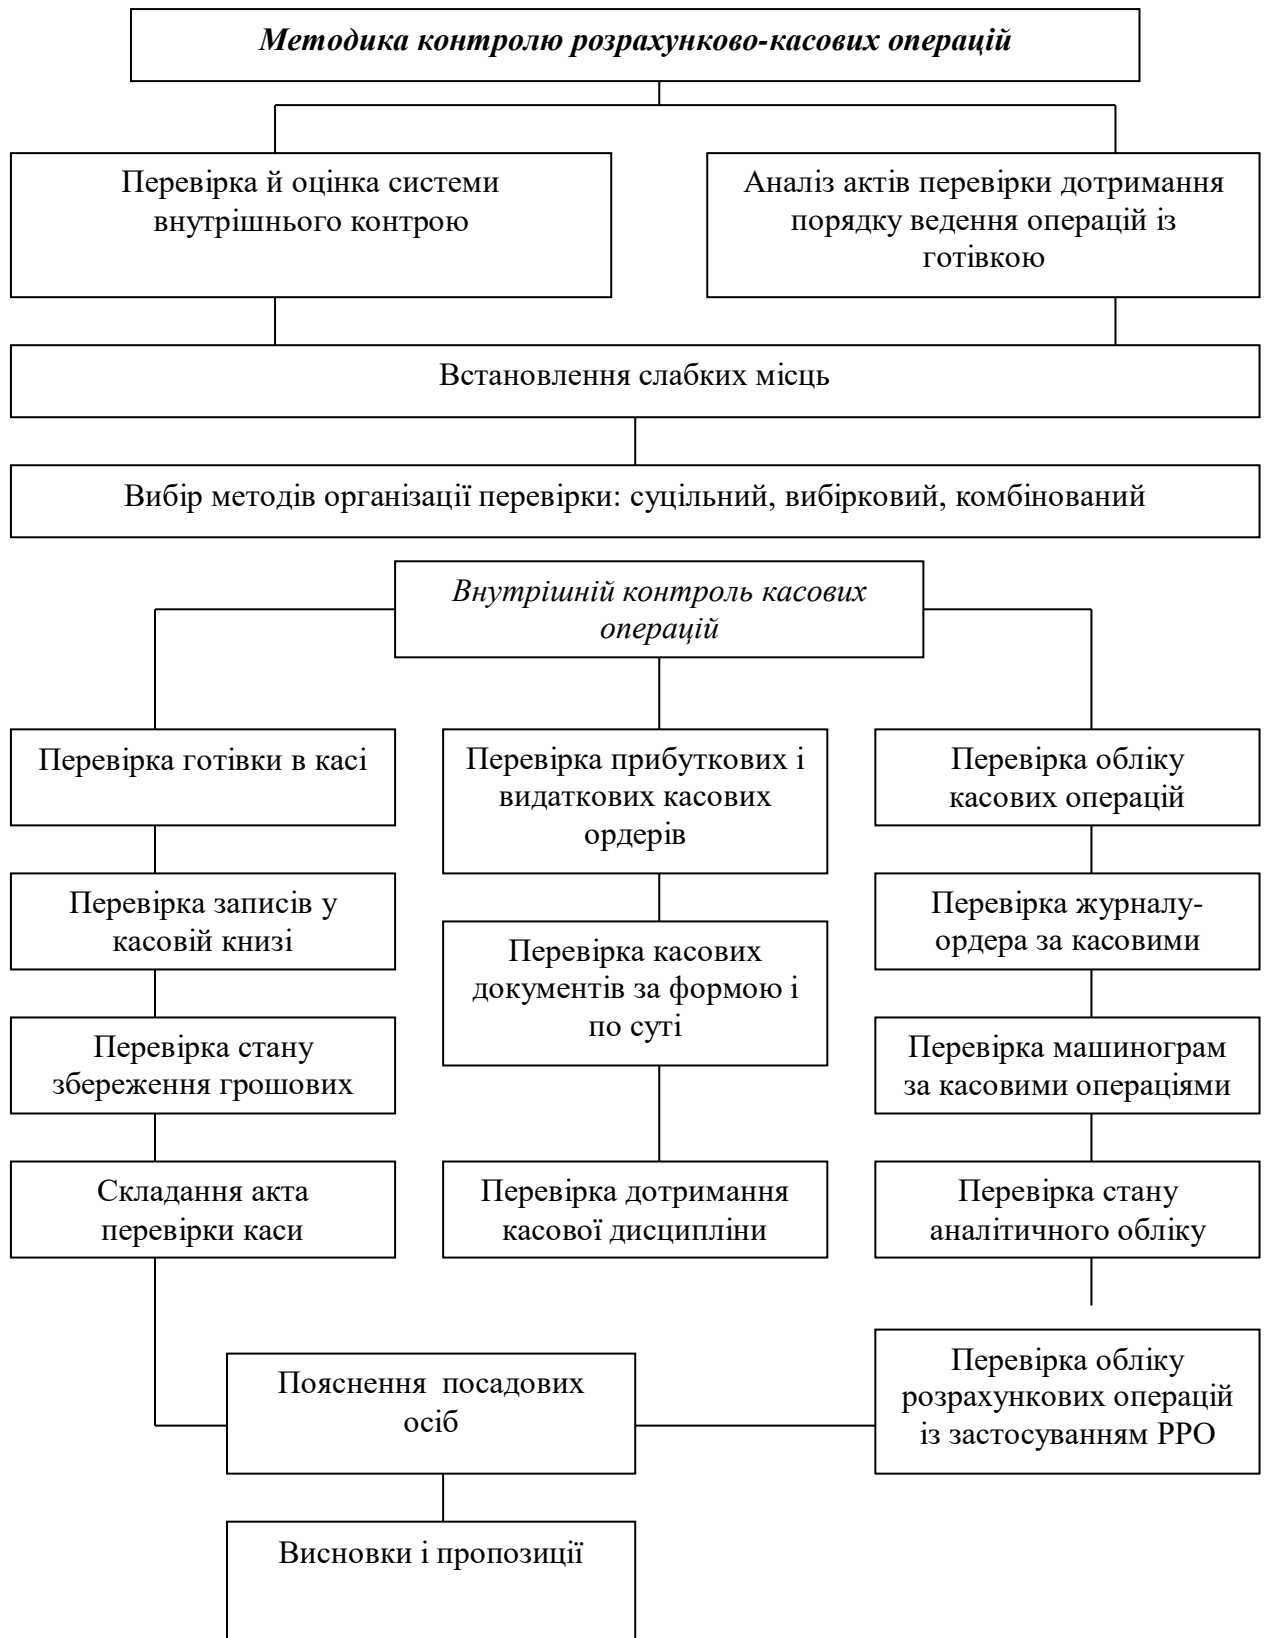 Методика контролю розрахунково-касових операцій
Перевірка й оцінка системи
внутрішнього контрою
Аналіз актів перевірки дотримання
порядку ведення операцій із
готівкою
Встановлення слабких місць
Вибір методів організації перевірки: суцільний, вибірковий, комбінований
Внутрішній контроль касових
операцій
Перевірка готівки в касі
Перевірка записів у
касовій книзі
Перевірка стану
збереження грошових
Складання акта
перевірки каси
Перевірка прибуткових і
видаткових касових
ордерів
Перевірка касових
документів за формою і
по суті
Перевірка дотримання
касової дисципліни
Перевірка обліку
касових операцій
Перевірка журналу-
ордера за касовими
Перевірка машинограм
за касовими операціями
Перевірка стану
аналітичного обліку
Перевірка обліку
розрахункових операцій
із застосуванням РРО
Пояснення посадових
осіб
Висновки і пропозиції